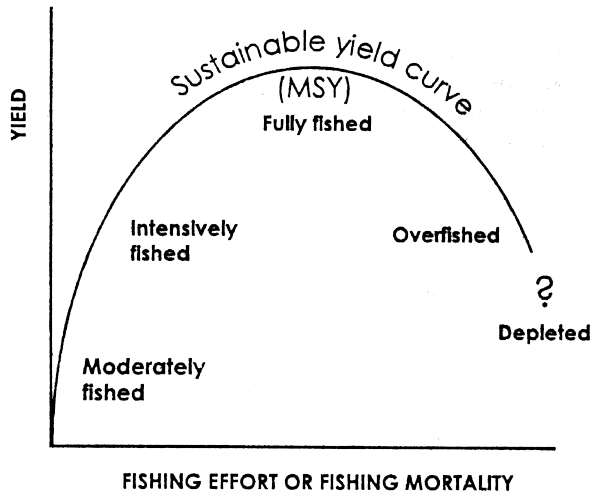 Sustainable yield curve
(MSY)
Fully fished
YIELD
Intensively
fished
Overfished
?
Depleted
Moderately
fished
FISHING EFFORT OR FISHING MORTALITY